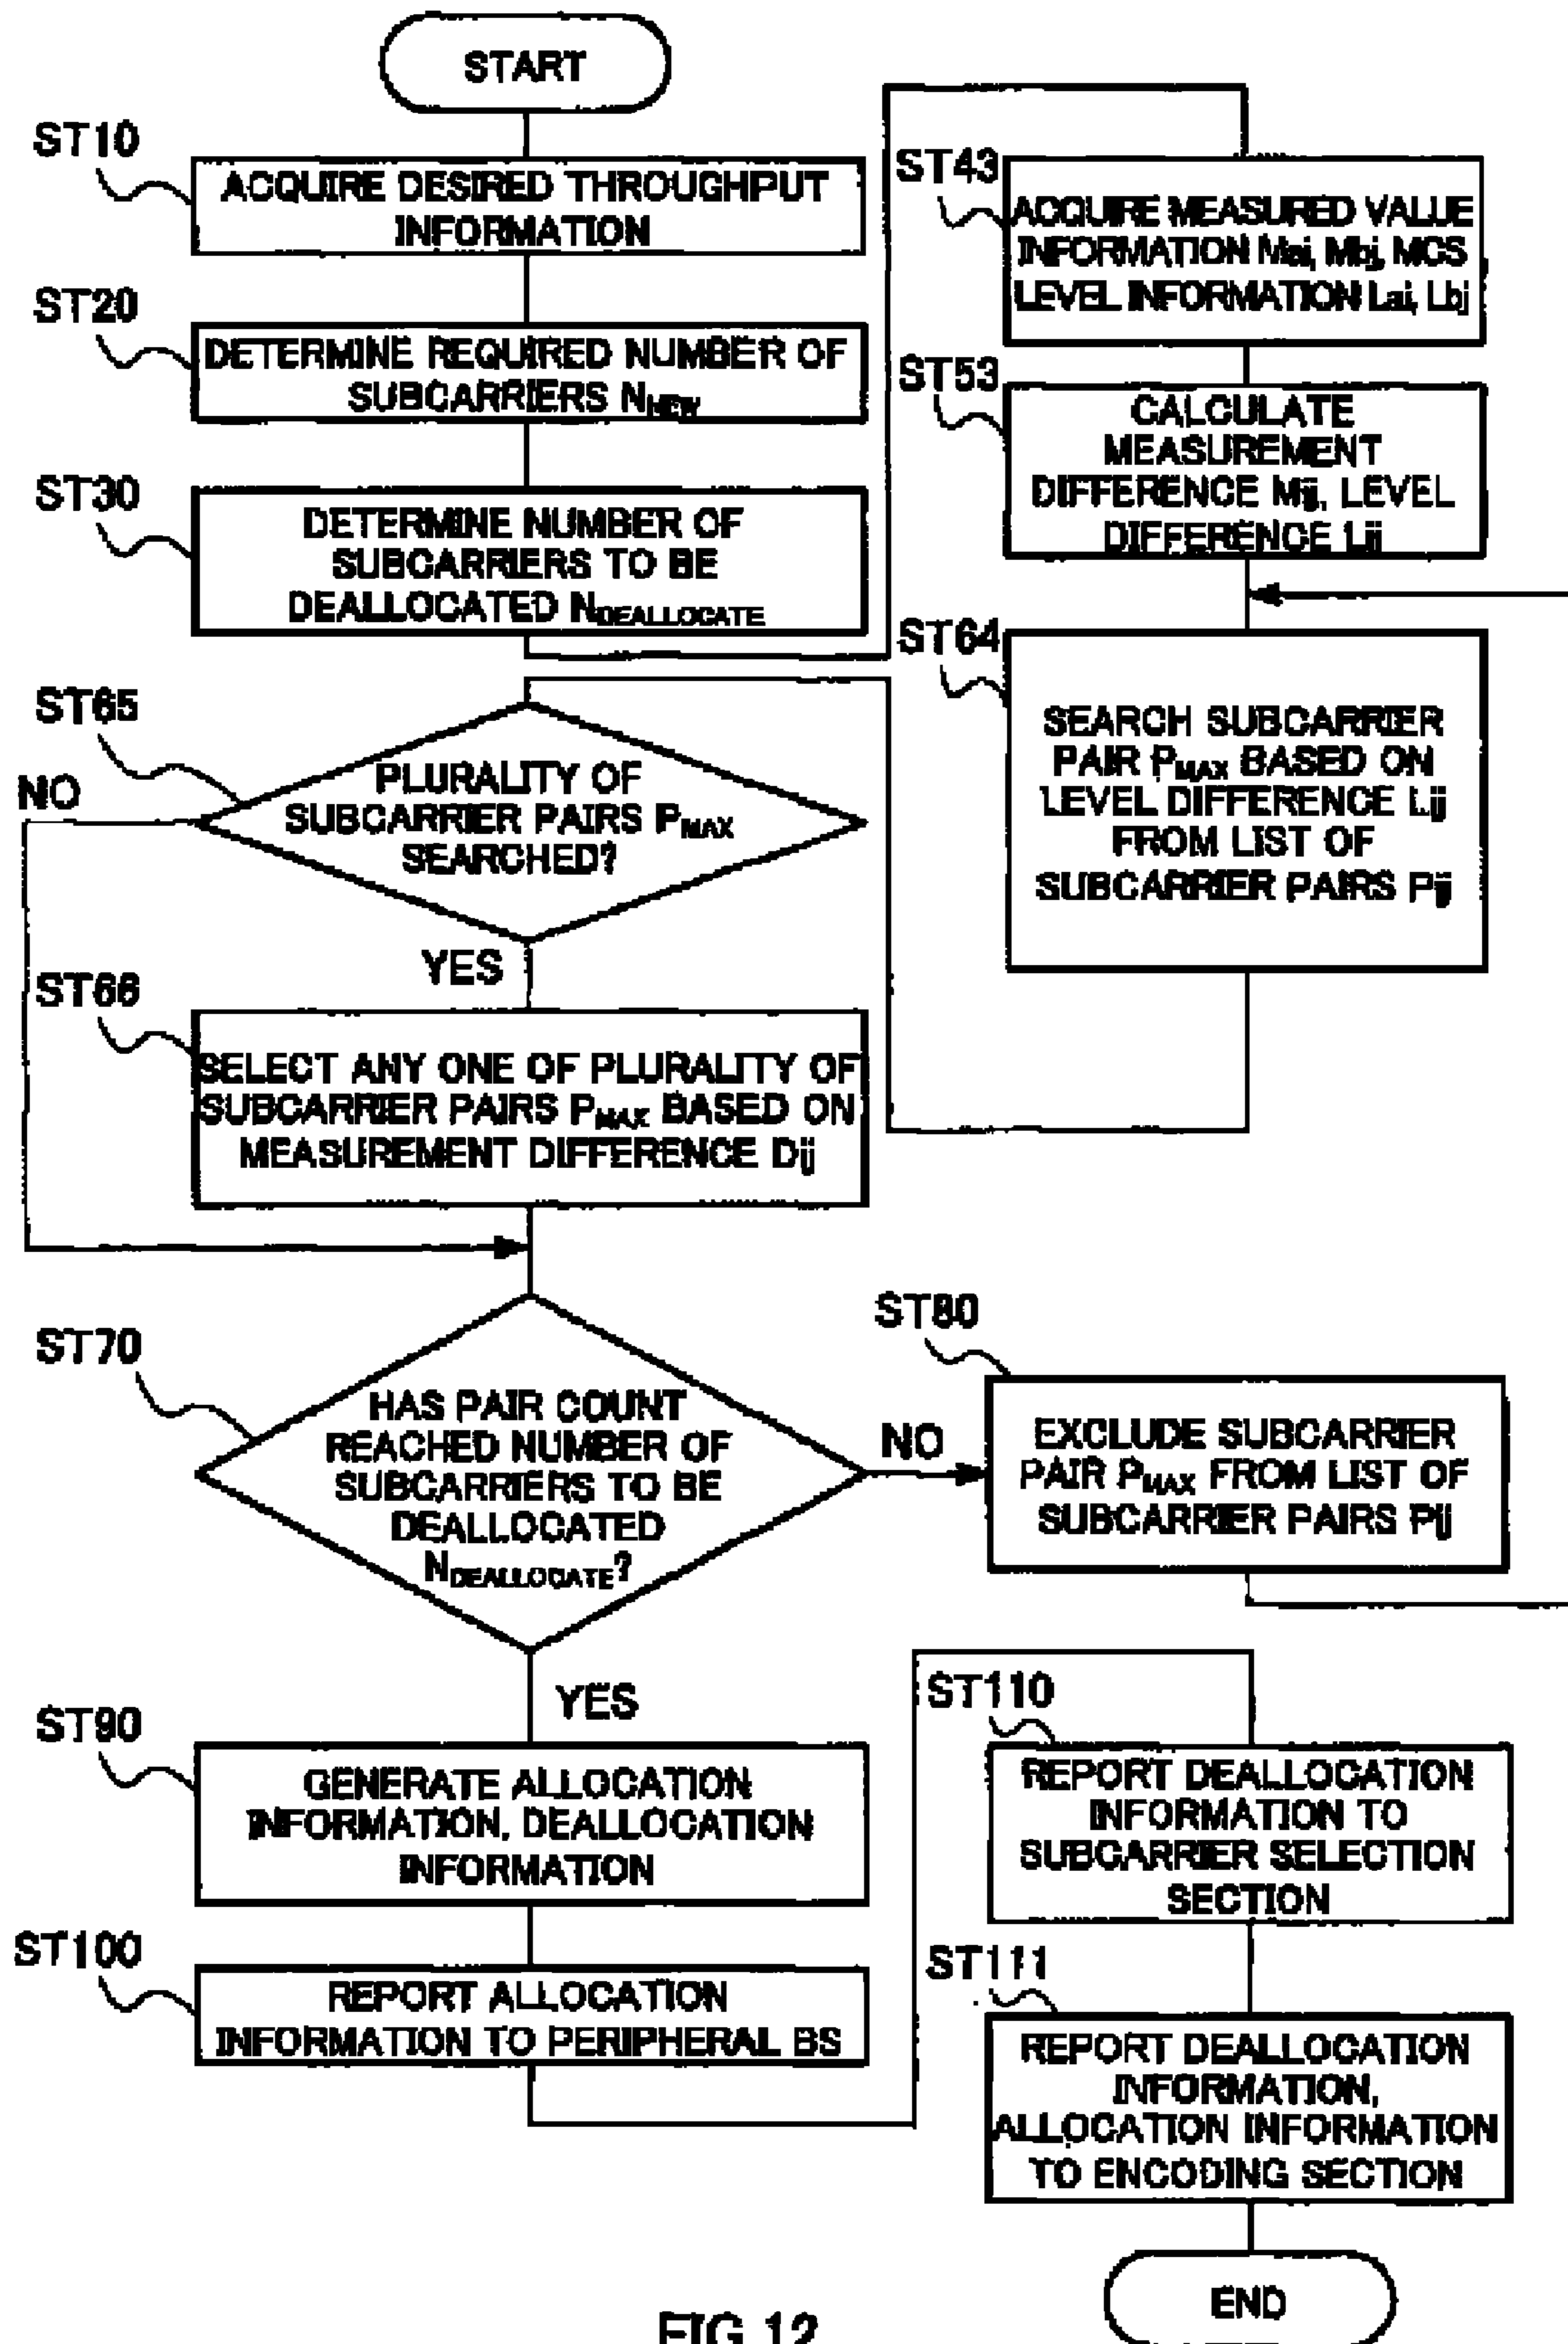 START
ST10
ACQUIRE DESIRED THROUGHPUT
INFORMATION
ST20
DETERMINE REQUIRED NUMBER OF
SUBCARRIERS N_NEW
ST30
DETERMINE NUMBER OF
SUBCARRIERS TO BE
DEALLOCATED N_DEALLOCATE
ST43
ACQUIRE MEASURED VALUE
INFORMATION Mai, Mbj, MCS
LEVEL INFORMATION Lai, Lbj
ST53
CALCULATE
MEASUREMENT
DIFFERENCE Mij, LEVEL
DIFFERENCE Lij
ST64
SEARCH SUBCARRIER
PAIR P_MAX BASED ON
LEVEL DIFFERENCE Lij
FROM LIST OF
SUBCARRIER PAIRS Pij
ST65
PLURALITY OF
SUBCARRIER PAIRS P_MAX
SEARCHED?
NO
YES
ST66
SELECT ANY ONE OF PLURALITY OF
SUBCARRIER PAIRS P_MAX BASED ON
MEASUREMENT DIFFERENCE Dij
ST70
HAS PAIR COUNT
REACHED NUMBER OF
SUBCARRIERS TO BE
DEALLOCATED
N_DEALLOCATE?
NO
ST80
EXCLUDE SUBCARRIER
PAIR P_MAX FROM LIST OF
SUBCARRIER PAIRS Pij
YES
ST90
GENERATE ALLOCATION
INFORMATION, DEALLOCATION
INFORMATION
ST100
REPORT ALLOCATION
INFORMATION TO PERIPHERAL BS
ST110
REPORT DEALLOCATION
INFORMATION TO
SUBCARRIER SELECTION
SECTION
ST111
REPORT DEALLOCATION
INFORMATION,
ALLOCATION INFORMATION
TO ENCODING SECTION
END
FIG.12